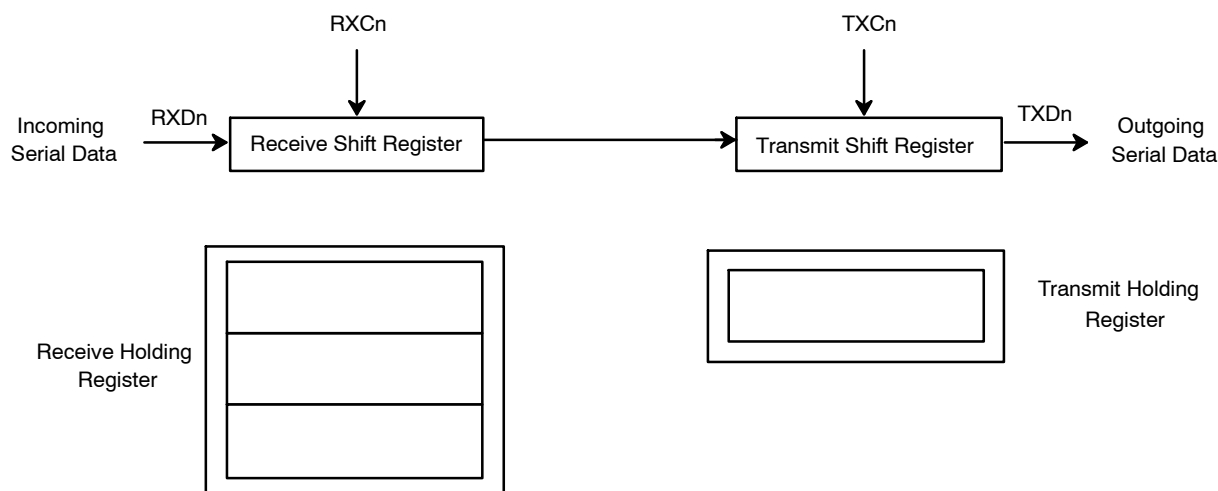 RXCn
TXCn
Incoming
Serial Data
RXDn
Receive Shift Register
Transmit Shift Register
TXDn
Outgoing
Serial Data
Receive Holding
Register
Transmit Holding
Register